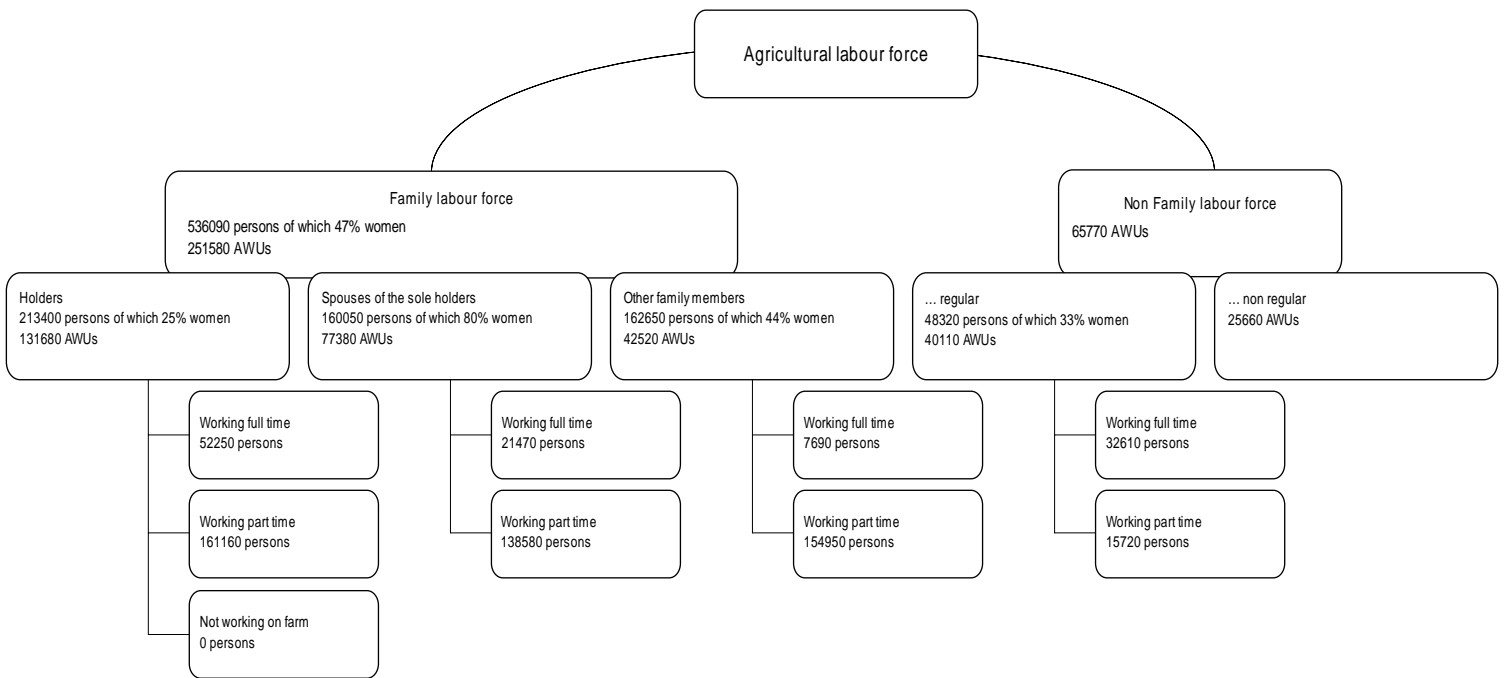 Agricultural labour force
Family labour force
536090 persons of which 47% women
251580 AWUs
Non Family labour force
65770 AWUs
Holders
213400 persons of which 25% women
131680 AWUs
Spouses of the sole holders
160050 persons of which 80% women
77380 AWUs
Other family members
162650 persons of which 44% women
42520 AWUs
... regular
48320 persons of which 33% women
40110 AWUs
... non regular
25660 AWUs
Working full time
52250 persons
Working full time
21470 persons
Working full time
7690 persons
Working full time
32610 persons
Working part time
161160 persons
Working part time
138580 persons
Working part time
154950 persons
Working part time
15720 persons
Not working on farm
0 persons